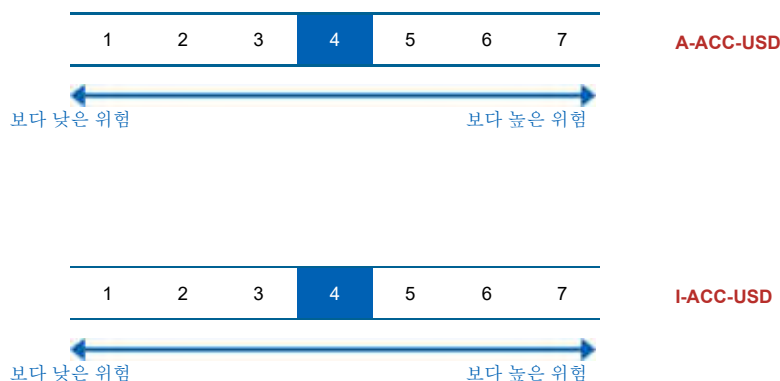 1 2 3 4 5 6 7 A-ACC-USD
보다 낮은 위험 보다 높은 위험
1 2 3 4 5 6 7 I-ACC-USD
보다 낮은 위험 보다 높은 위험